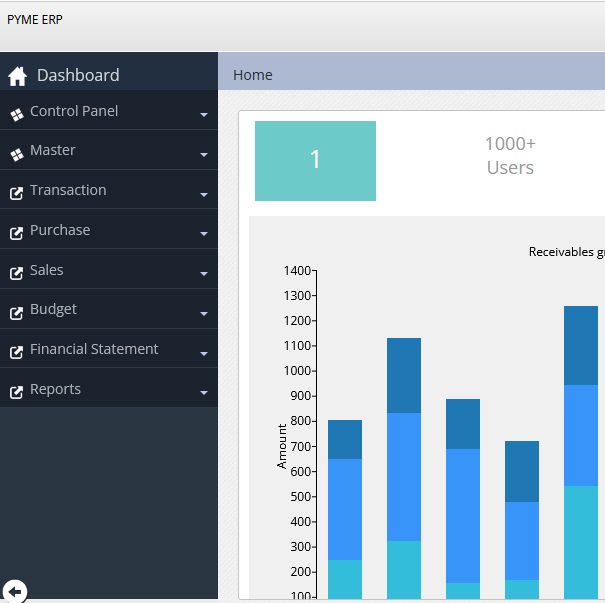 PYME ERP
Dashboard
Control Panel
Master
Transaction
Purchase
Sales
Budget
Financial Statement
Reports
Home
1
1000+
Users
Receivables
1400
1300
1200
1100
1000
900
800
700
600
500
400
300
200
100
Amount